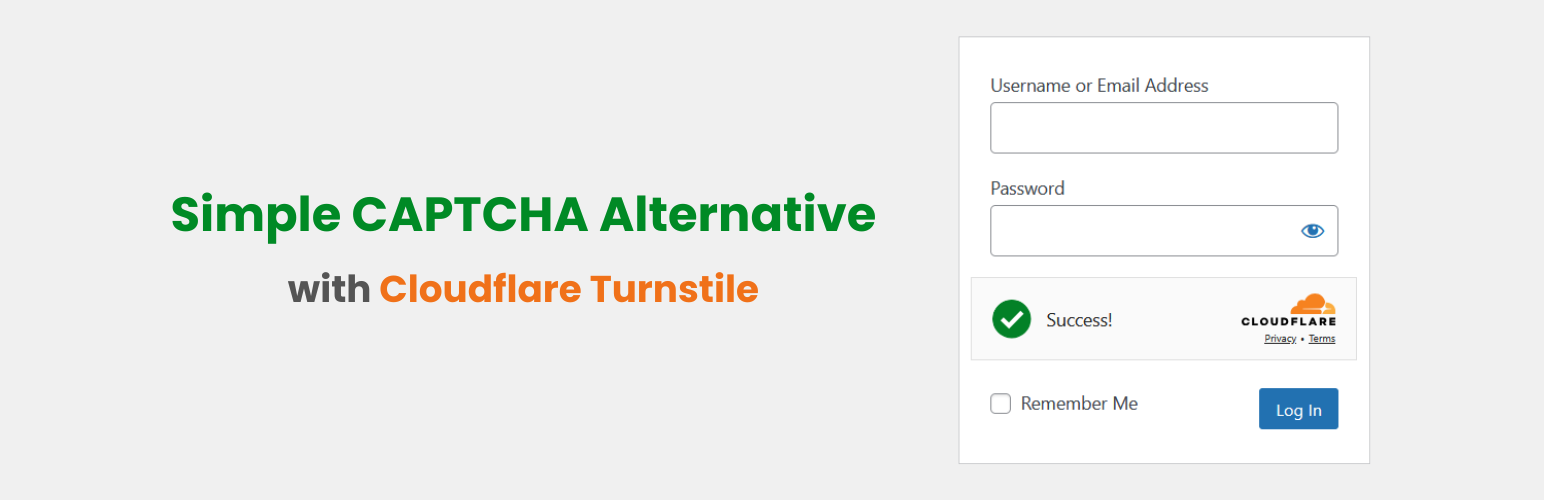 Simple CAPTCHA Alternative
with Cloudflare Turnstile
Username or Email Address
Password
Success!
CLOUDFLARE
Privacy • Terms
Remember Me
Log In